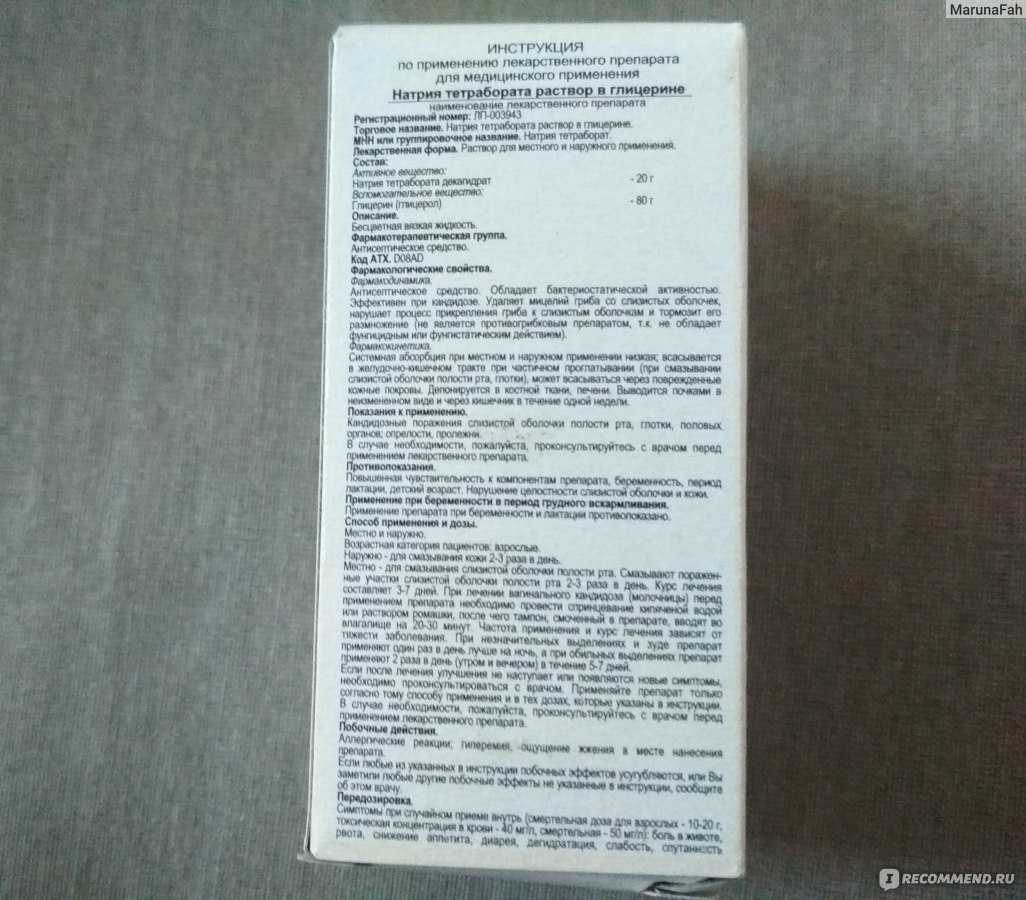 MarunaFah
ИНСТРУКЦИЯ
по применению лекарственного препарата
для медицинского применения
Натрия тетрабората раствор в глицерине
наименование лекарственного препарата
Регистрационный номер: ЛП-003943
Торговое название. Натрия тетрабората раствор в глицерине.
МНН или группировочное название. Натрия тетраборат.
Лекарственная форма. Раствор для местного и наружного применения.
Состав:
Активное вещество:
Натрия тетрабората декагидрат - 20 г
Вспомогательное вещество:
Глицерин (глицерол) - 80 г
Описание.
Бесцветная вязкая жидкость.
Фармакотерапевтическая группа.
Антисептическое средство.
Код АТХ. D08AD
Фармакологические свойства.
Фармакодинамика.
Антисептическое средство. Обладает бактериостатической активностью.
Эффективен при кандидозе. Удаляет мицелий гриба со слизистых оболочек,
нарушает процесс прикрепления гриба к слизистым оболочкам и тормозит его
размножение (не является противогрибковым препаратом, т.к. не обладает
фунгицидным или фунгистатическим действием).
Фармакокинетика.
Системная абсорбция при местном и наружном применении низкая; всасывается
в желудочно-кишечном тракте при частичном проглатывании (при смазывании
слизистой оболочки полости рта, глотки), может всасываться через поврежденные
кожные покровы. Депонируется в костной ткани, печени. Выводится почками в
неизмененном виде и через кишечник в течение одной недели.
Показания к применению.
Кандидозные поражения слизистой оболочки полости рта, глотки, половых
органов; опрелости, пролежни.
В случае необходимости, пожалуйста, проконсультируйтесь с врачом перед
применением лекарственного препарата.
Противопоказания.
Повышенная чувствительность к компонентам препарата, беременность, период
лактации, детский возраст. Нарушение целостности слизистой оболочки и кожи.
Применение при беременности в период грудного вскармливания.
Применение препарата при беременности и лактации противопоказано.
Способ применения и дозы.
Местно и наружно.
Возрастная категория пациентов: взрослые.
Наружно - для смазывания кожи 2-3 раза в день.
Местно - для смазывания слизистой оболочки полости рта. Смазывают поражен-
ные участки слизистой оболочки полости рта 2-3 раза в день. Курс лечения
составляет 3-7 дней. При лечении вагинального кандидоза (молочницы) перед
применением препарата необходимо провести спринцевание кипяченой водой
или раствором ромашки, после чего тампон, смоченный в препарате, вводят во
влагалище на 20-30 минут. Частота применения и курс лечения зависят от
тяжести заболевания. При незначительных выделениях и зуде препарат
применяют один раз в день лучше на ночь, а при обильных выделениях препарат
применяют 2 раза в день (утром и вечером) в течение 5-7 дней.
Если после лечения улучшения не наступает или появляются новые симптомы,
необходимо проконсультироваться с врачом. Применяйте препарат только
согласно тому способу применения и в тех дозах, которые указаны в инструкции.
В случае необходимости, пожалуйста, проконсультируйтесь с врачом перед
применением лекарственного препарата.
Побочные действия.
Аллергические реакции; гиперемия, ощущение жжения в месте нанесения
препарата.
Если любые из указанных в инструкции побочных эффектов усугубляются, или Вы
заметили любые другие побочные эффекты не указанные в инструкции, сообщите
об этом врачу.
Передозировка.
Симптомы при случайном приеме внутрь (смертельная доза для взрослых - 10-20 г,
токсическая концентрация в крови - 40 мг/л, смертельная - 50 мг/л): боль в животе,
рвота, снижение аппетита, диарея, дегидратация, слабость, спутанность
IRECOMMEND.RU